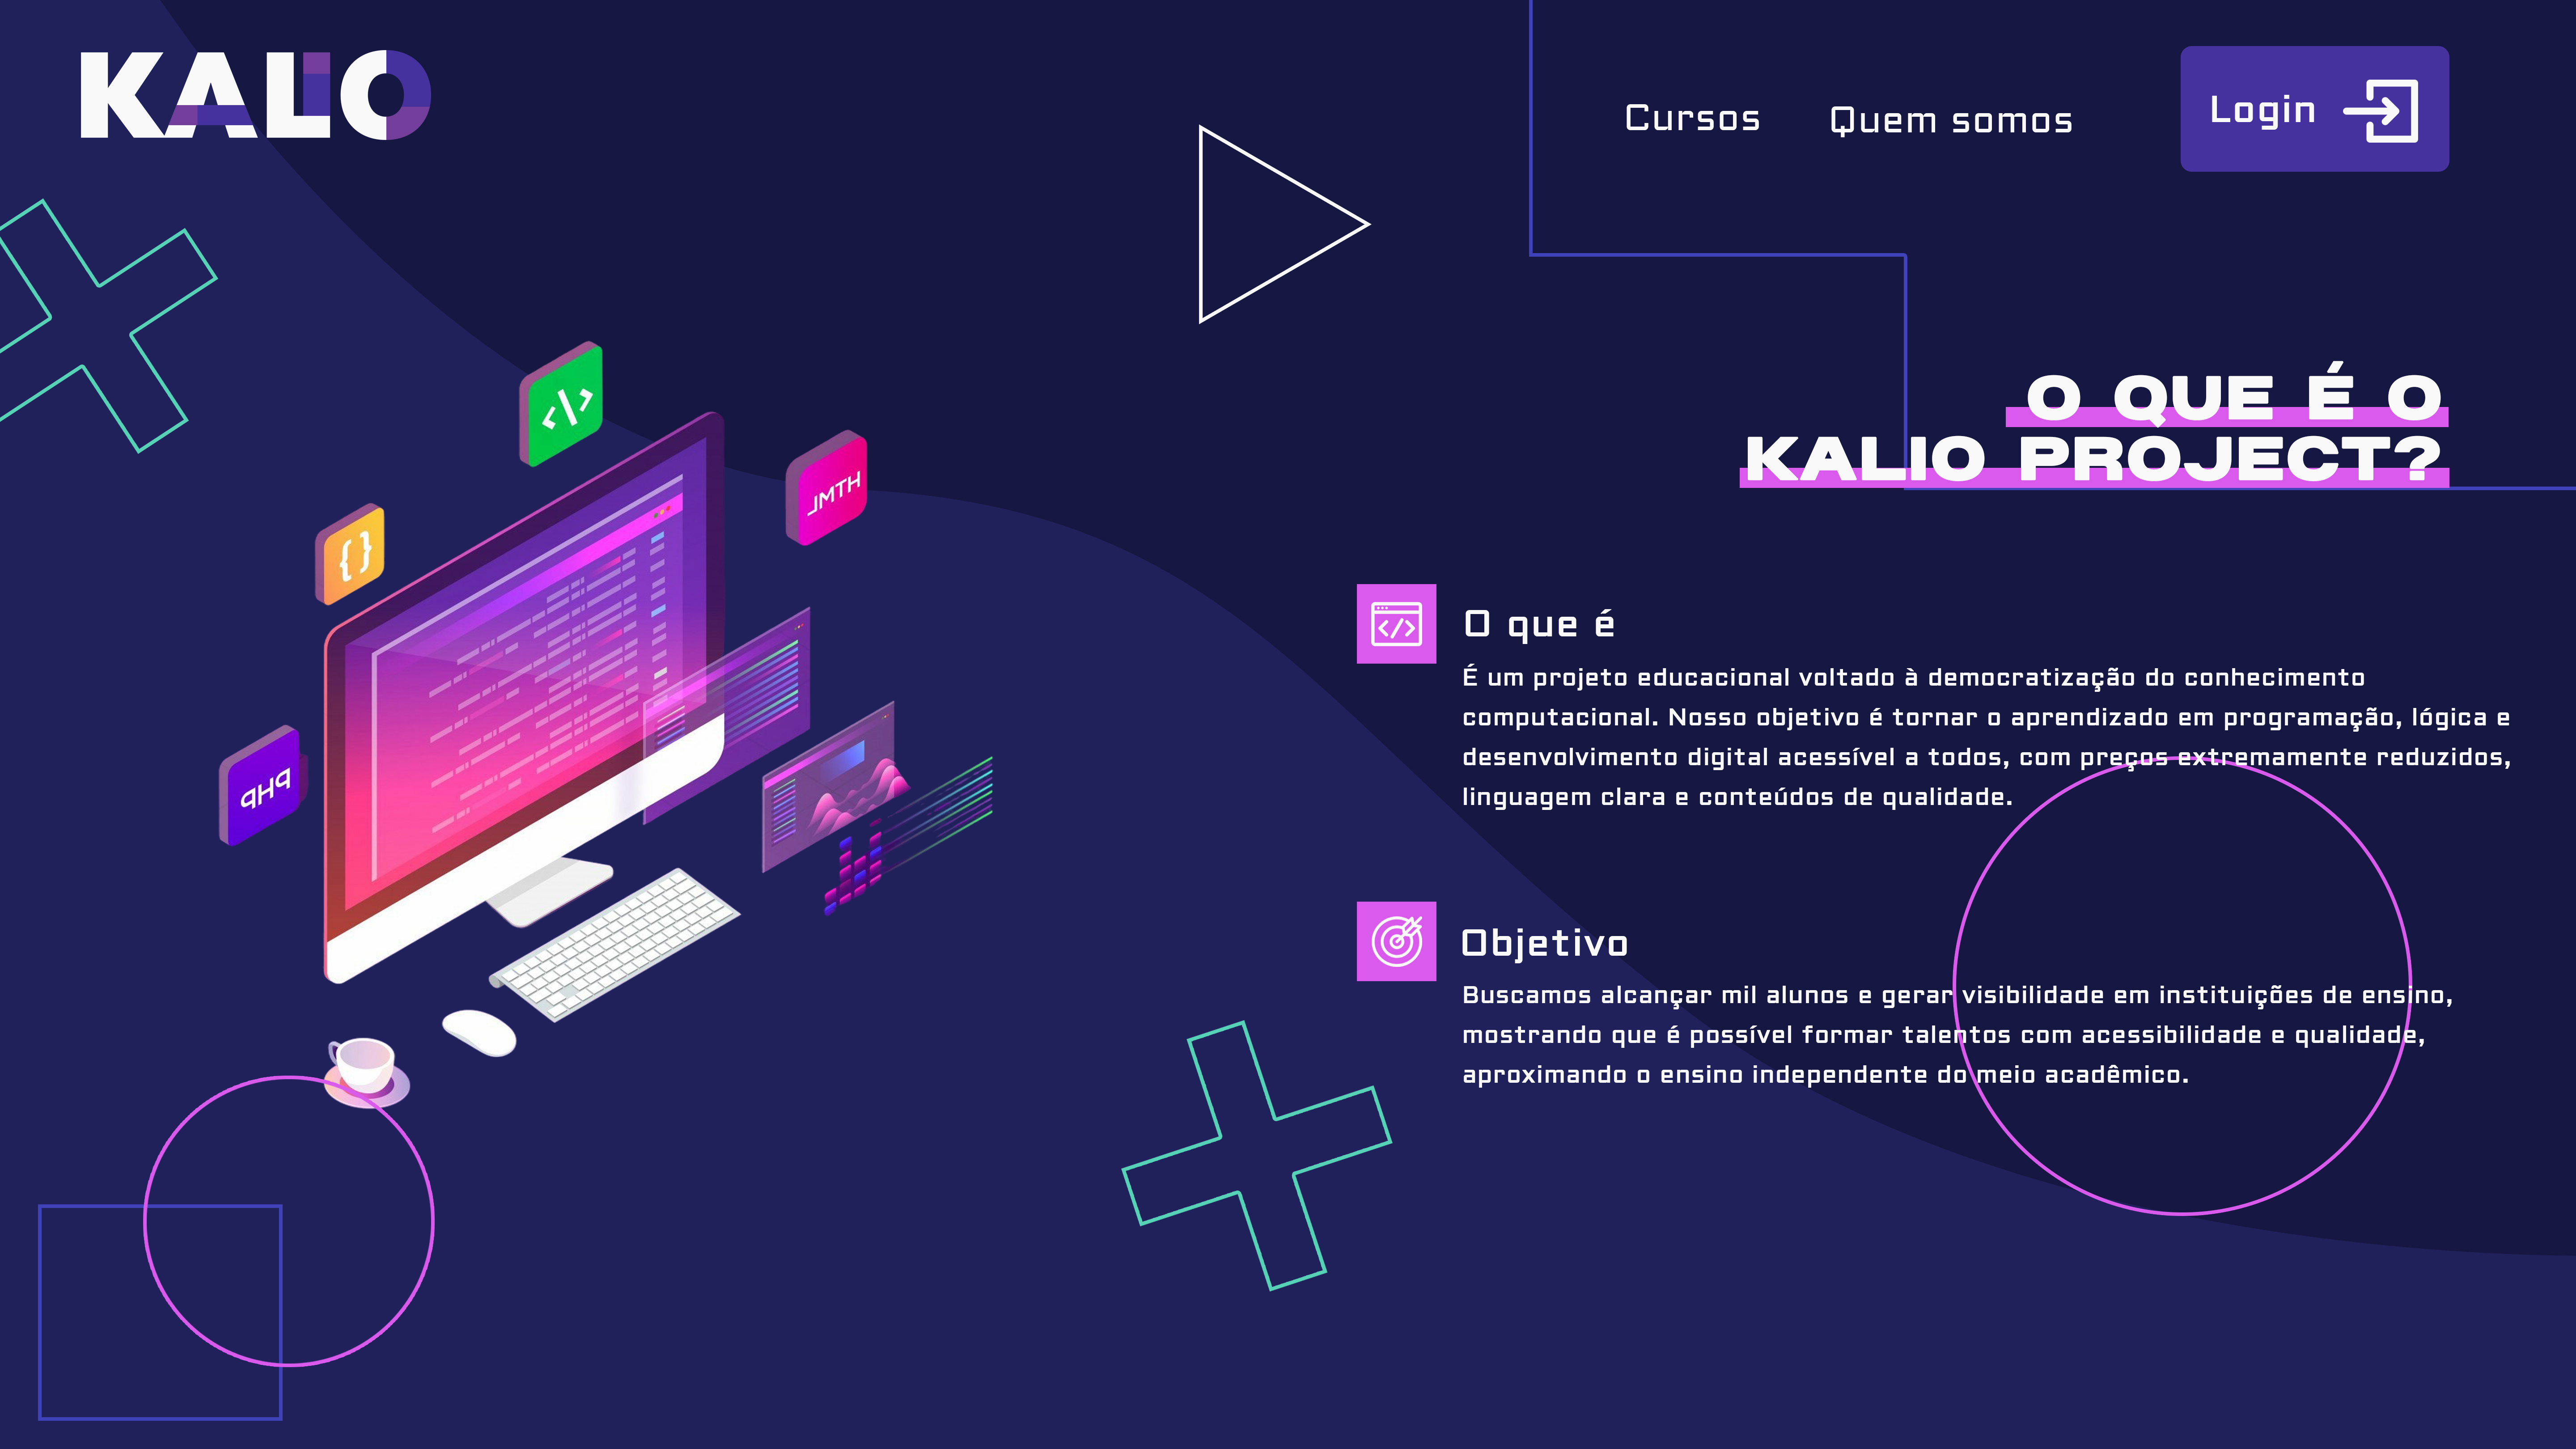 KALIO
Cursos
Quem somos
Login
O QUE É O
KALIO PROJECT?
O que é
É um projeto educacional voltado à democratização do conhecimento
computacional. Nosso objetivo é tornar o aprendizado em programação, lógica e
desenvolvimento digital acessível a todos, com preços extremamente reduzidos,
linguagem clara e conteúdos de qualidade.
Objetivo
Buscamos alcançar mil alunos e gerar visibilidade em instituições de ensino,
mostrando que é possível formar talentos com acessibilidade e qualidade,
aproximando o ensino independente do meio acadêmico.
</> 
{ }
HTML
PHP